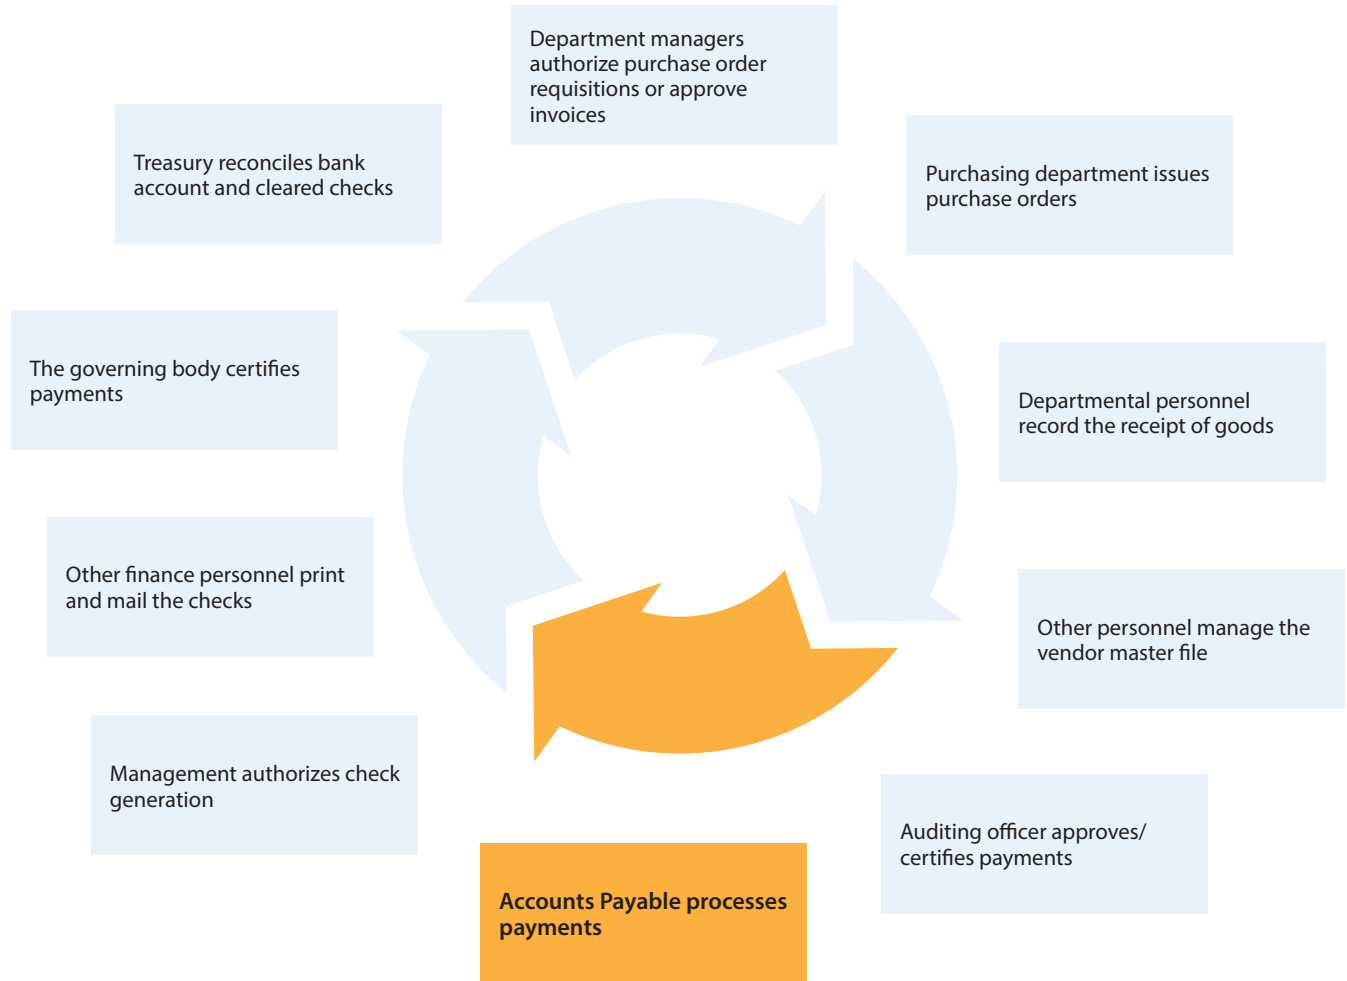 Department managers
authorize purchase order
requisitions or approve
invoices
Purchasing department issues
purchase orders
Departmental personnel
record the receipt of goods
Other personnel manage the
vendor master file
Auditing officer approves/
certifies payments
Accounts Payable processes
payments
Management authorizes check
generation
Other finance personnel print
and mail the checks
The governing body certifies
payments
Treasury reconciles bank
account and cleared checks